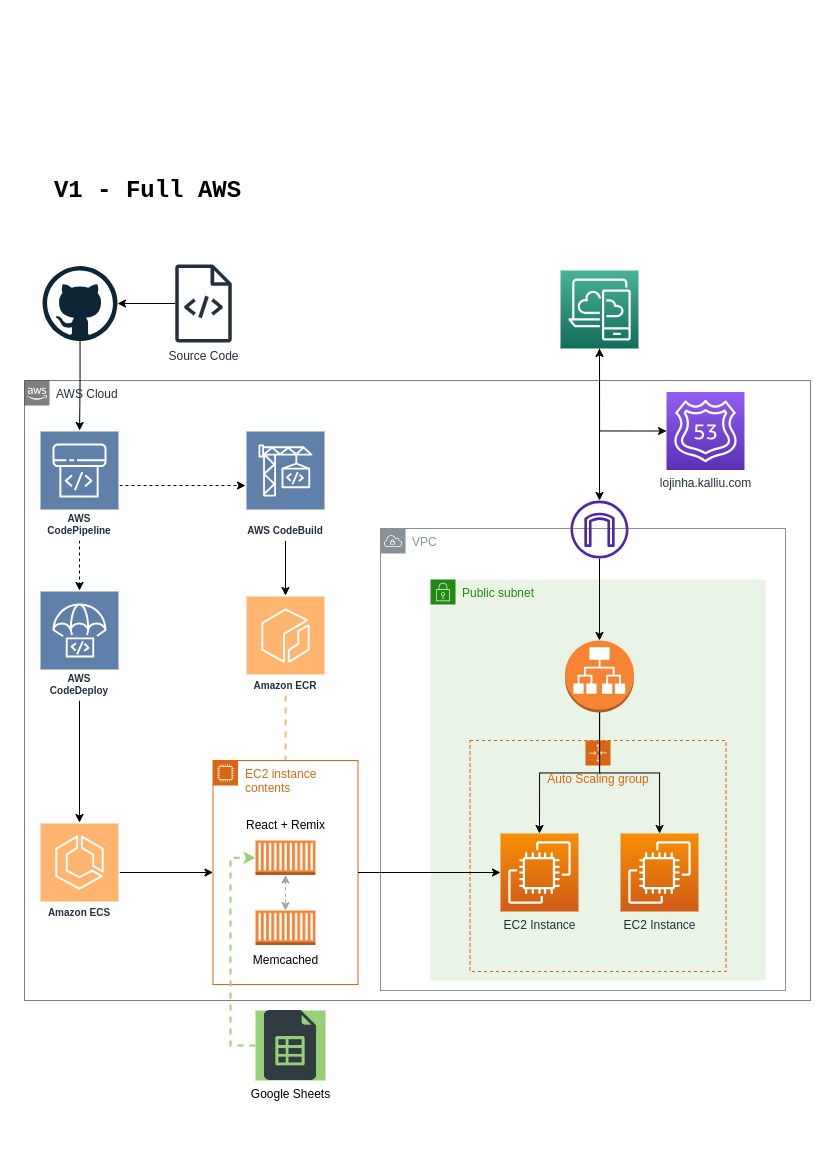 V1 - Full AWS
Source Code
aws
AWS Cloud
53
lojinha.kalliu.com
AWS
CodePipeline
AWS CodeBuild
VPC
Public subnet
AWS
CodeDeploy
Amazon ECR
EC2 instance
contents
Auto Scaling group
React + Remix
Amazon ECS
EC2 Instance
EC2 Instance
Memcached
Google Sheets